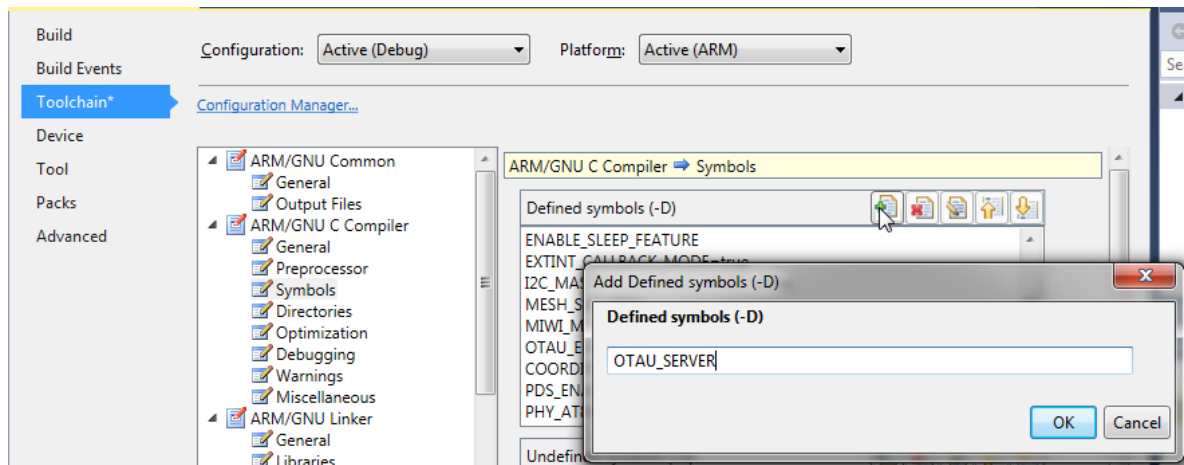 Build
Build Events
Toolchain*
Device
Tool
Packs
Advanced
Configuration: Active (Debug) Platform: Active (ARM)
Configuration Manager...
ARM/GNU Common
General
Output Files
ARM/GNU C Compiler
General
Preprocessor
Symbols
Directories
Optimization
Debugging
Warnings
Miscellaneous
ARM/GNU Linker
General
Libraries
ARM/GNU C Compiler Symbols
Defined symbols (-D)
ENABLE_SLEEP_FEATURE
EXTINT_CALLBACK_MODE=true
I2C_MAS
MESH_S
MIWI_M
OTAU_E
COORDI
PDS_EN
PHY_AT
Undefin
Add Defined symbols (-D)
Defined symbols (-D)
OTAU_SERVER
OK Cancel
Se